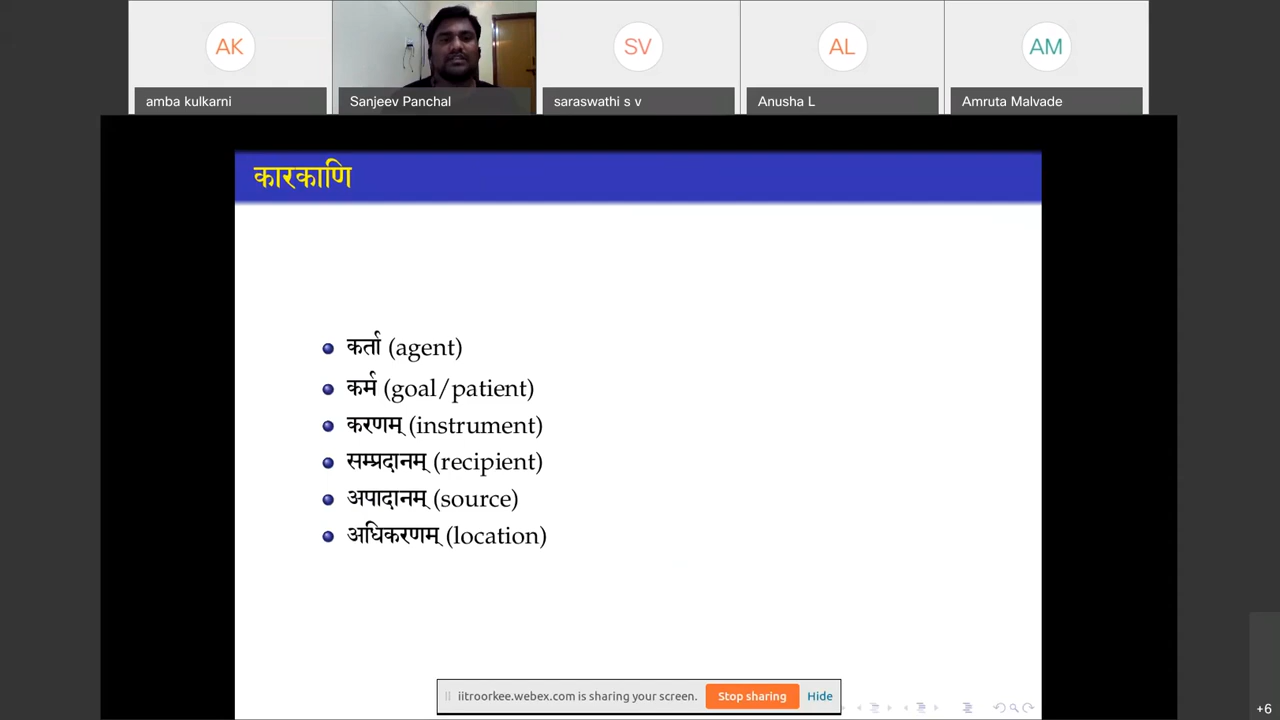 AK
SV
AL
AM
amba kulkarni
Sanjeev Panchal
saraswathi s v
Anusha L
Amruta Malvade
कारकाणि
कर्ता (agent)
कर्म (goal/patient)
करणम् (instrument)
सम्प्रदानम् (recipient)
अपादानम् (source)
अधिकरणम् (location)
iitroorkee.webex.com is sharing your screen. Stop sharing Hide
+6